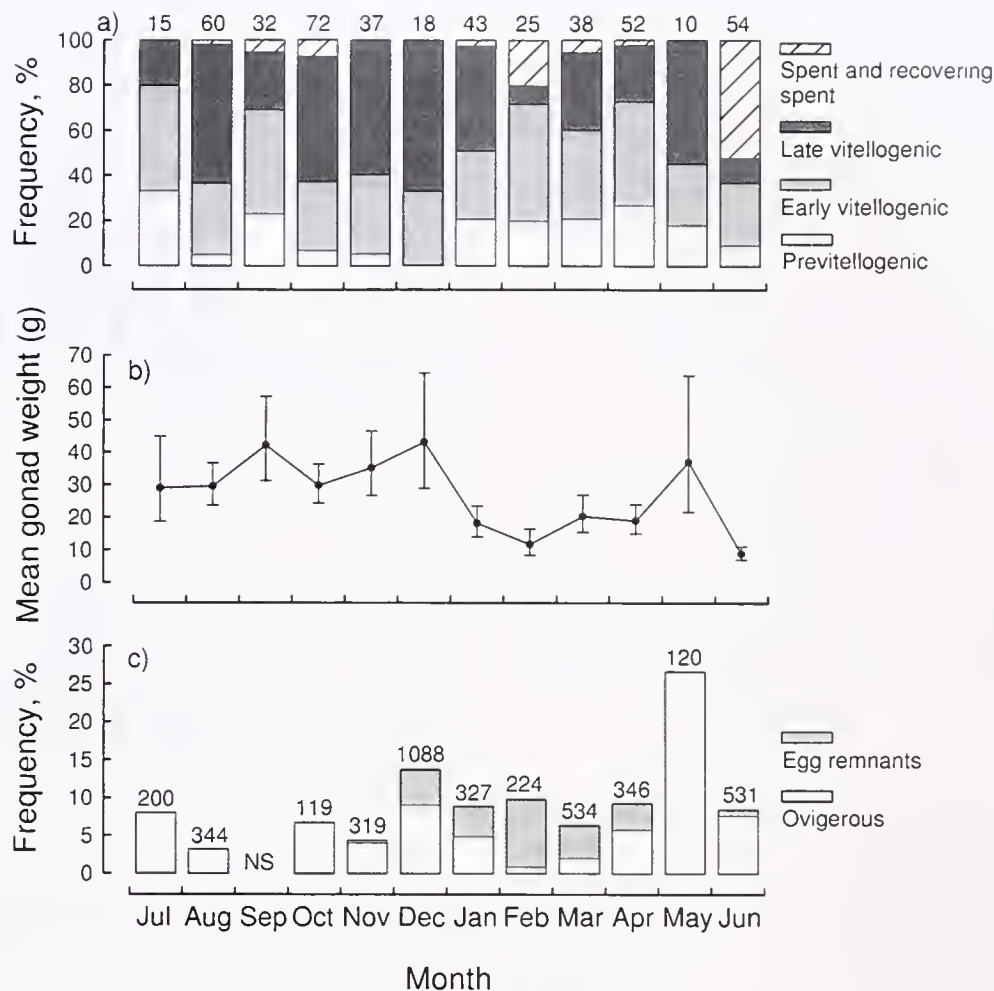 a) 15 60 32 72 37 18 43 25 38 52 10 54
Frequency, %
100
80
60
40
20
0
Spent and recovering
spent
Late vitellogenic
Early vitellogenic
Previtellogenic
b)
Mean gonad weight (g)
70
60
50
40
30
20
10
0
c)
Frequency, %
30
25
20
15
10
5
0
200 344 NS 119 319 1088 327 224 534 346 120 531
Egg remnants
Ovigerous
Jul Aug Sep Oct Nov Dec Jan Feb Mar Apr May Jun
Month